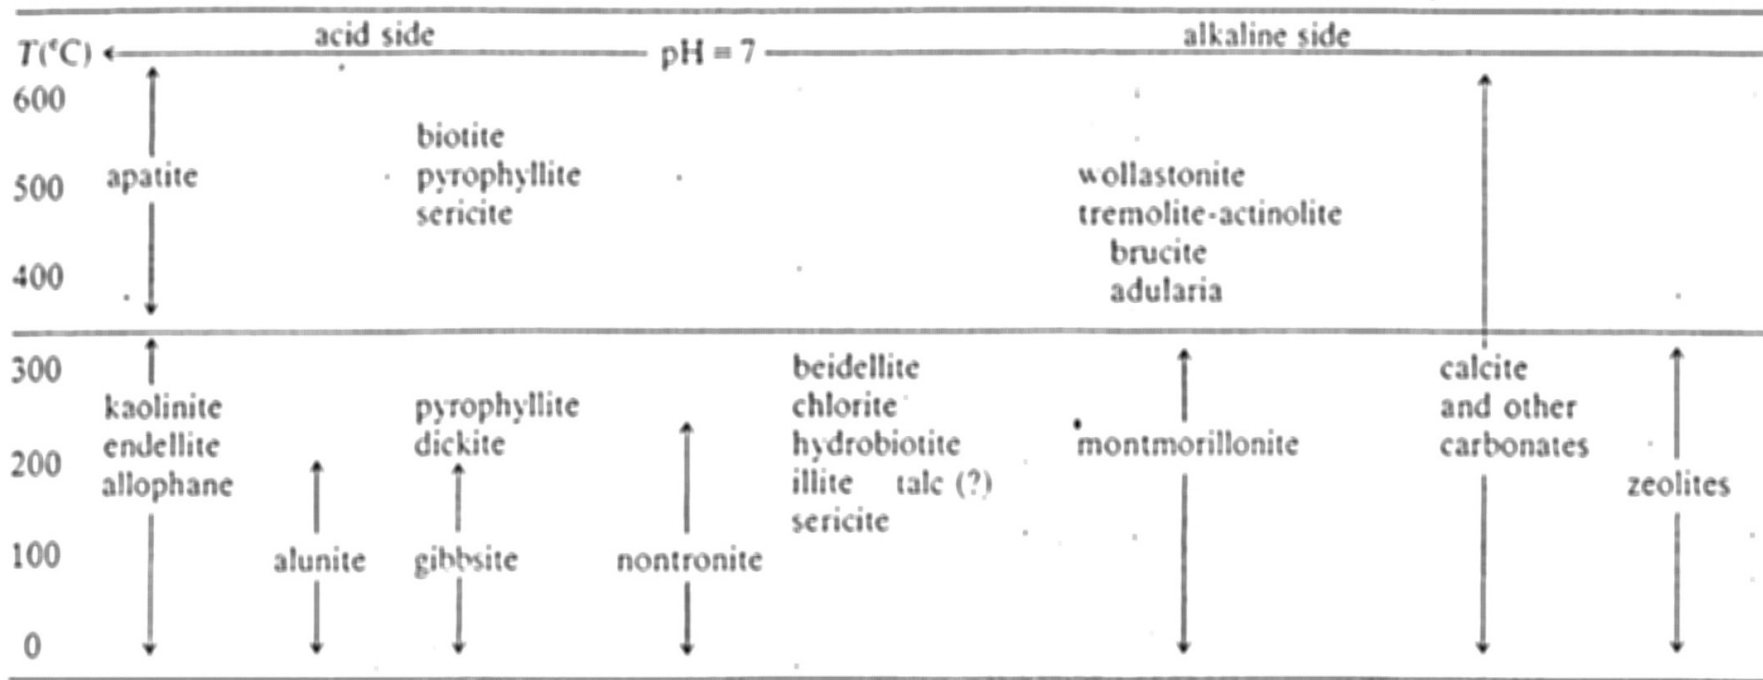 acid side alkaline side
T(°C) pH = 7
600
biotite
apatite 500 pyrophyllite wollastonite
sericite tremolite-actinolite
brucite
400 adularia
300 beidellite calcite
kaolinite pyrophyllite chlorite and other
endellite dickite hydrobiotite montmorillonite carbonates
200 allophane illite talc (?) zeolites
sericite
100 alunite gibbsite nontronite
0